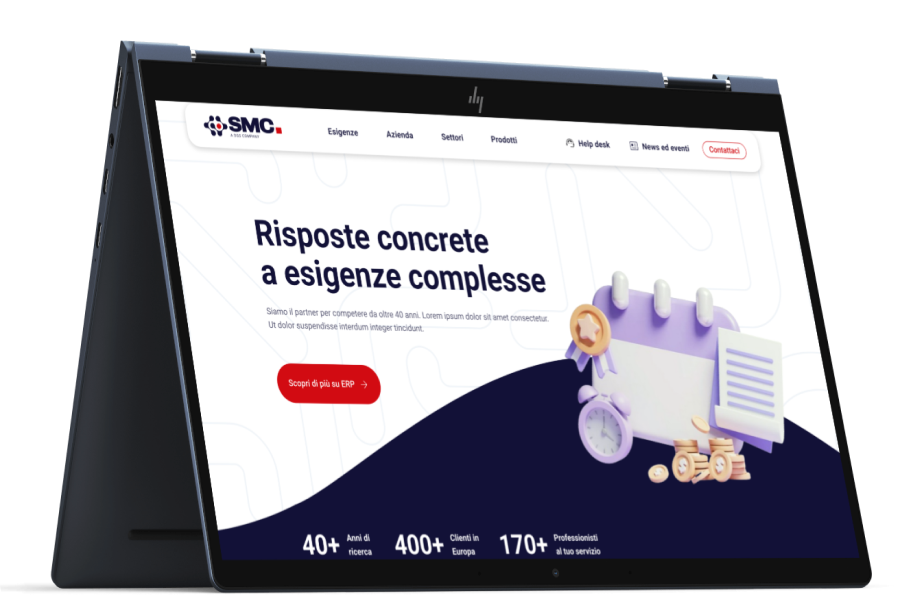 hp
SMC
Esigenze
Azienda
Settori
Prodotti
Help desk
News ed eventi
Contattaci
Risposte concrete
a esigenze complesse
Siamo il partner per competere da oltre 40 anni. Lorem ipsum dolor sit amet consectetur.
Ut dolor suspendisse interdum integer tincidunt.
Scopri di più su ERP →
40+ Anni di
ricerca
400+ Clienti in
Europa
170+ Professionisti
al tuo servizio